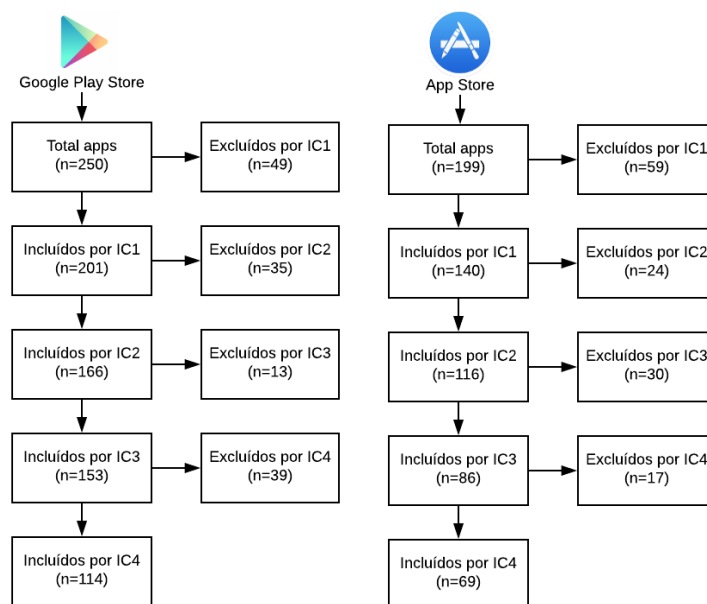 Google Play Store
Total apps
(n=250)
Excluídos por IC1
(n=49)
Incluídos por IC1
(n=201)
Excluídos por IC2
(n=35)
Incluídos por IC2
(n=166)
Excluídos por IC3
(n=13)
Incluídos por IC3
(n=153)
Excluídos por IC4
(n=39)
Incluídos por IC4
(n=114)
App Store
Total apps
(n=199)
Excluídos por IC1
(n=59)
Incluídos por IC1
(n=140)
Excluídos por IC2
(n=24)
Incluídos por IC2
(n=116)
Excluídos por IC3
(n=30)
Incluídos por IC3
(n=86)
Excluídos por IC4
(n=17)
Incluídos por IC4
(n=69)